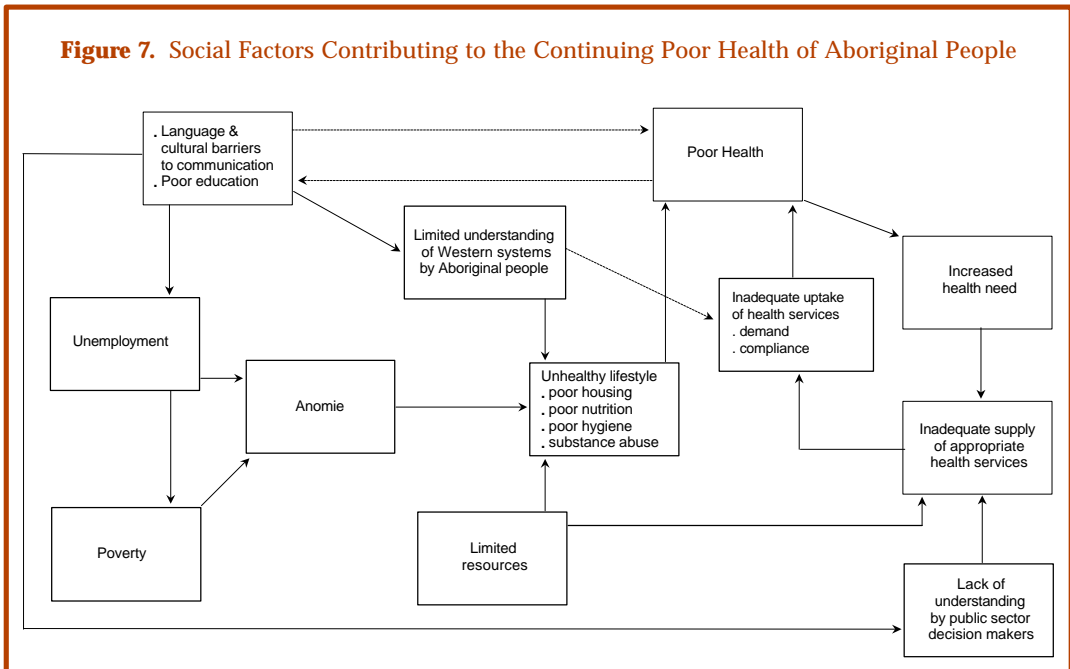 Figure 7. Social Factors Contributing to the Continuing Poor Health of Aboriginal People
. Language &
cultural barriers
to communication
. Poor education
Poor Health
Limited understanding
of Western systems
by Aboriginal people
Increased
health need
Inadequate uptake
of health services
. demand
. compliance
Unemployment
Anomie
Unhealthy lifestyle
. poor housing
. poor nutrition
. poor hygiene
. substance abuse
Inadequate supply
of appropriate
health services
Poverty
Limited
resources
Lack of
understanding
by public sector
decision makers